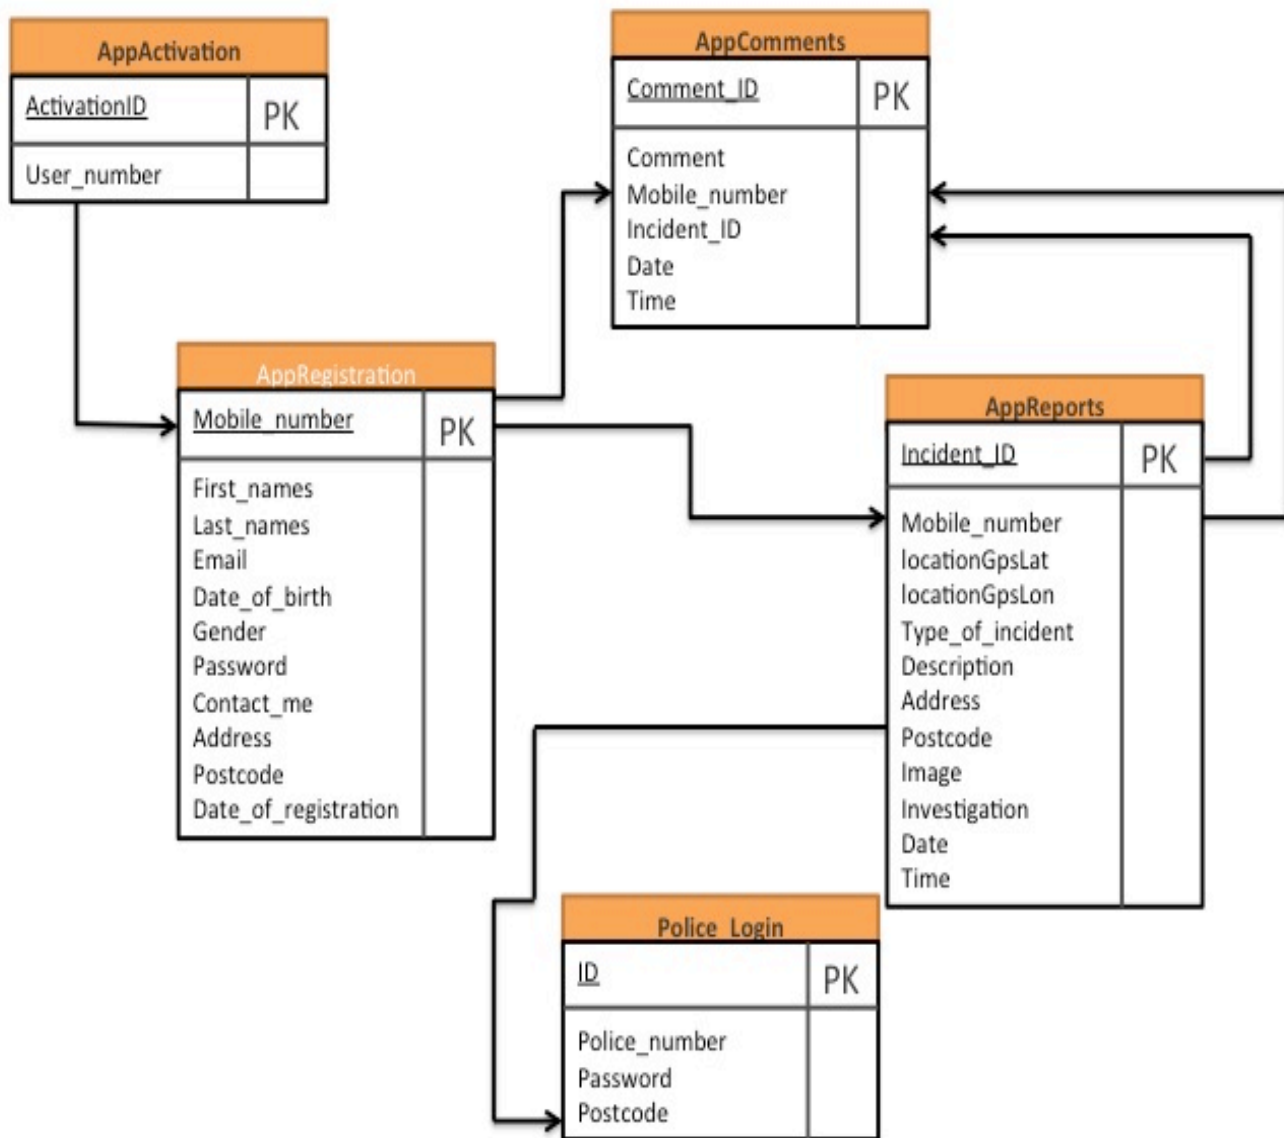 AppActivation
ActivationID PK
User_number
AppComments
Comment_ID PK
Comment
Mobile_number
Incident_ID
Date
Time
AppRegistration
Mobile_number PK
First_names
Last_names
Email
Date_of_birth
Gender
Password
Contact_me
Address
Postcode
Date_of_registration
AppReports
Incident_ID PK
Mobile_number
locationGpsLat
locationGpsLon
Type_of_incident
Description
Address
Postcode
Image
Investigation
Date
Time
Police_Login
ID PK
Police_number
Password
Postcode